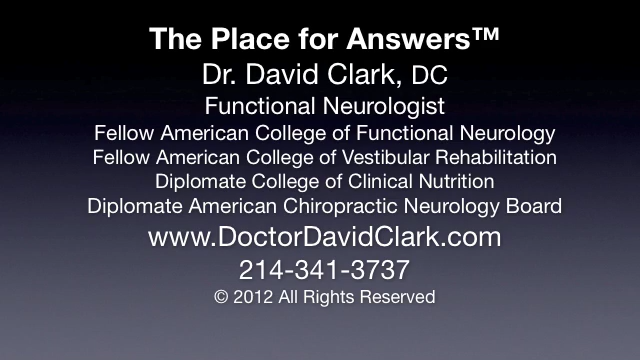 The Place for Answers™
Dr. David Clark, DC
Functional Neurologist
Fellow American College of Functional Neurology
Fellow American College of Vestibular Rehabilitation
Diplomate College of Clinical Nutrition
Diplomate American Chiropractic Neurology Board
www.DoctorDavidClark.com
214-341-3737
© 2012 All Rights Reserved